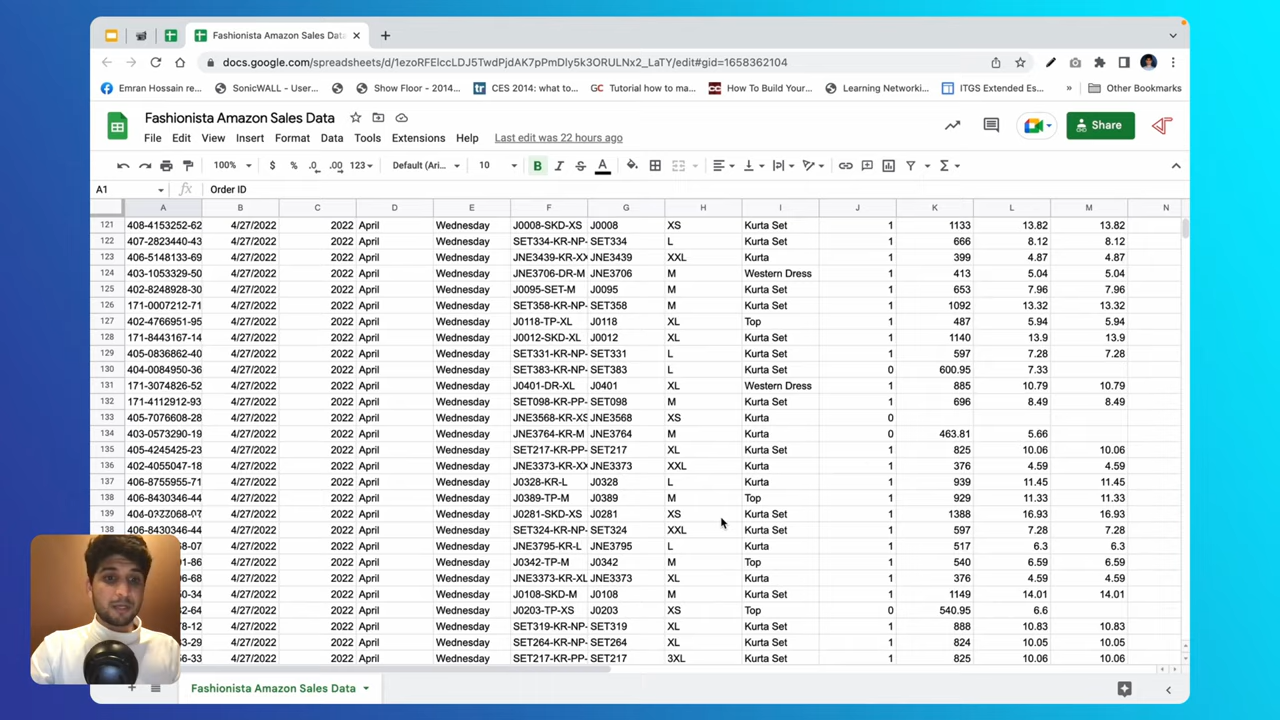 Fashionista Amazon Sales Data
docs.google.com/spreadsheets/d/1ezoRFElccLDJ5TwdPjdAK7pPmDly5k3ORULNx2_LaTY/edit#gid=1658362104
Emran Hossain re... SonicWALL - User... Show Floor - 2014... CES 2014: what to... GC Tutorial how to ma... How To Build Your... Learning Networki... ITGS Extended Es... » Other Bookmarks
Fashionista Amazon Sales Data
File Edit View Insert Format Data Tools Extensions Help Last edit was 22 hours ago
Share
100% $ % .0 .00 123 Default (Ari... 10 B I S A
A1 fx Order ID
A B C D E F G H I J K L M N
121 408-4153252-62 4/27/2022 2022 April Wednesday J0008-SKD-XS J0008 XS Kurta Set 1 1133 13.82 13.82
122 407-2823440-43 4/27/2022 2022 April Wednesday SET334-KR-NP- SET334 L Kurta Set 1 666 8.12 8.12
123 406-5148133-69 4/27/2022 2022 April Wednesday JNE3439-KR-XX JNE3439 XXL Kurta 1 399 4.87 4.87
124 403-1053329-50 4/27/2022 2022 April Wednesday JNE3706-DR-M JNE3706 M Western Dress 1 413 5.04 5.04
125 402-8248928-30 4/27/2022 2022 April Wednesday J0095-SET-M J0095 M Kurta Set 1 653 7.96 7.96
126 171-0007212-71 4/27/2022 2022 April Wednesday SET358-KR-NP- SET358 M Kurta Set 1 1092 13.32 13.32
127 402-4766951-95 4/27/2022 2022 April Wednesday J0118-TP-XL J0118 XL Top 1 487 5.94 5.94
128 171-8443167-14 4/27/2022 2022 April Wednesday J0012-SKD-XL J0012 XL Kurta Set 1 1140 13.9 13.9
129 405-0836862-40 4/27/2022 2022 April Wednesday SET331-KR-NP- SET331 L Kurta Set 1 597 7.28 7.28
130 404-0084950-36 4/27/2022 2022 April Wednesday SET383-KR-NP- SET383 L Kurta Set 0 600.95 7.33
131 171-3074826-52 4/27/2022 2022 April Wednesday J0401-DR-XL J0401 XL Western Dress 1 885 10.79 10.79
132 171-4112912-93 4/27/2022 2022 April Wednesday SET098-KR-PP- SET098 M Kurta Set 1 696 8.49 8.49
133 405-7076608-28 4/27/2022 2022 April Wednesday JNE3568-KR-XS JNE3568 XS Kurta 0
134 403-0573290-19 4/27/2022 2022 April Wednesday JNE3764-KR-M JNE3764 M Kurta 0 463.81 5.66
135 405-4245425-23 4/27/2022 2022 April Wednesday SET217-KR-PP- SET217 XL Kurta Set 1 825 10.06 10.06
136 402-4055047-18 4/27/2022 2022 April Wednesday JNE3373-KR-XX JNE3373 XXL Kurta 1 376 4.59 4.59
137 406-8755955-71 4/27/2022 2022 April Wednesday J0328-KR-L J0328 L Kurta 1 939 11.45 11.45
138 406-8430346-44 4/27/2022 2022 April Wednesday J0389-TP-M J0389 M Top 1 929 11.33 11.33
139 4/27/2022 2022 April Wednesday J0281-SKD-XS J0281 XS Kurta Set 1 1388 16.93 16.93
138 406-8430346-44 4/27/2022 2022 April Wednesday SET324-KR-NP- SET324 XXL Kurta Set 1 597 7.28 7.28
68-07 4/27/2022 2022 April Wednesday JNE3795-KR-L JNE3795 L Kurta 1 517 6.3 6.3
01-86 4/27/2022 2022 April Wednesday J0342-TP-M J0342 M Top 1 540 6.59 6.59
06-68 4/27/2022 2022 April Wednesday JNE3373-KR-XL JNE3373 XL Kurta 1 376 4.59 4.59
50-34 4/27/2022 2022 April Wednesday J0108-SKD-M J0108 M Kurta Set 1 1149 14.01 14.01
32-64 4/27/2022 2022 April Wednesday J0203-TP-XS J0203 XS Top 0 540.95 6.6
78-12 4/27/2022 2022 April Wednesday SET319-KR-NP- SET319 XL Kurta Set 1 888 10.83 10.83
33-29 4/27/2022 2022 April Wednesday SET264-KR-NP- SET264 XL Kurta Set 1 824 10.05 10.05
56-33 4/27/2022 2022 April Wednesday SET217-KR-PP- SET217 3XL Kurta Set 1 825 10.06 10.06
Fashionista Amazon Sales Data